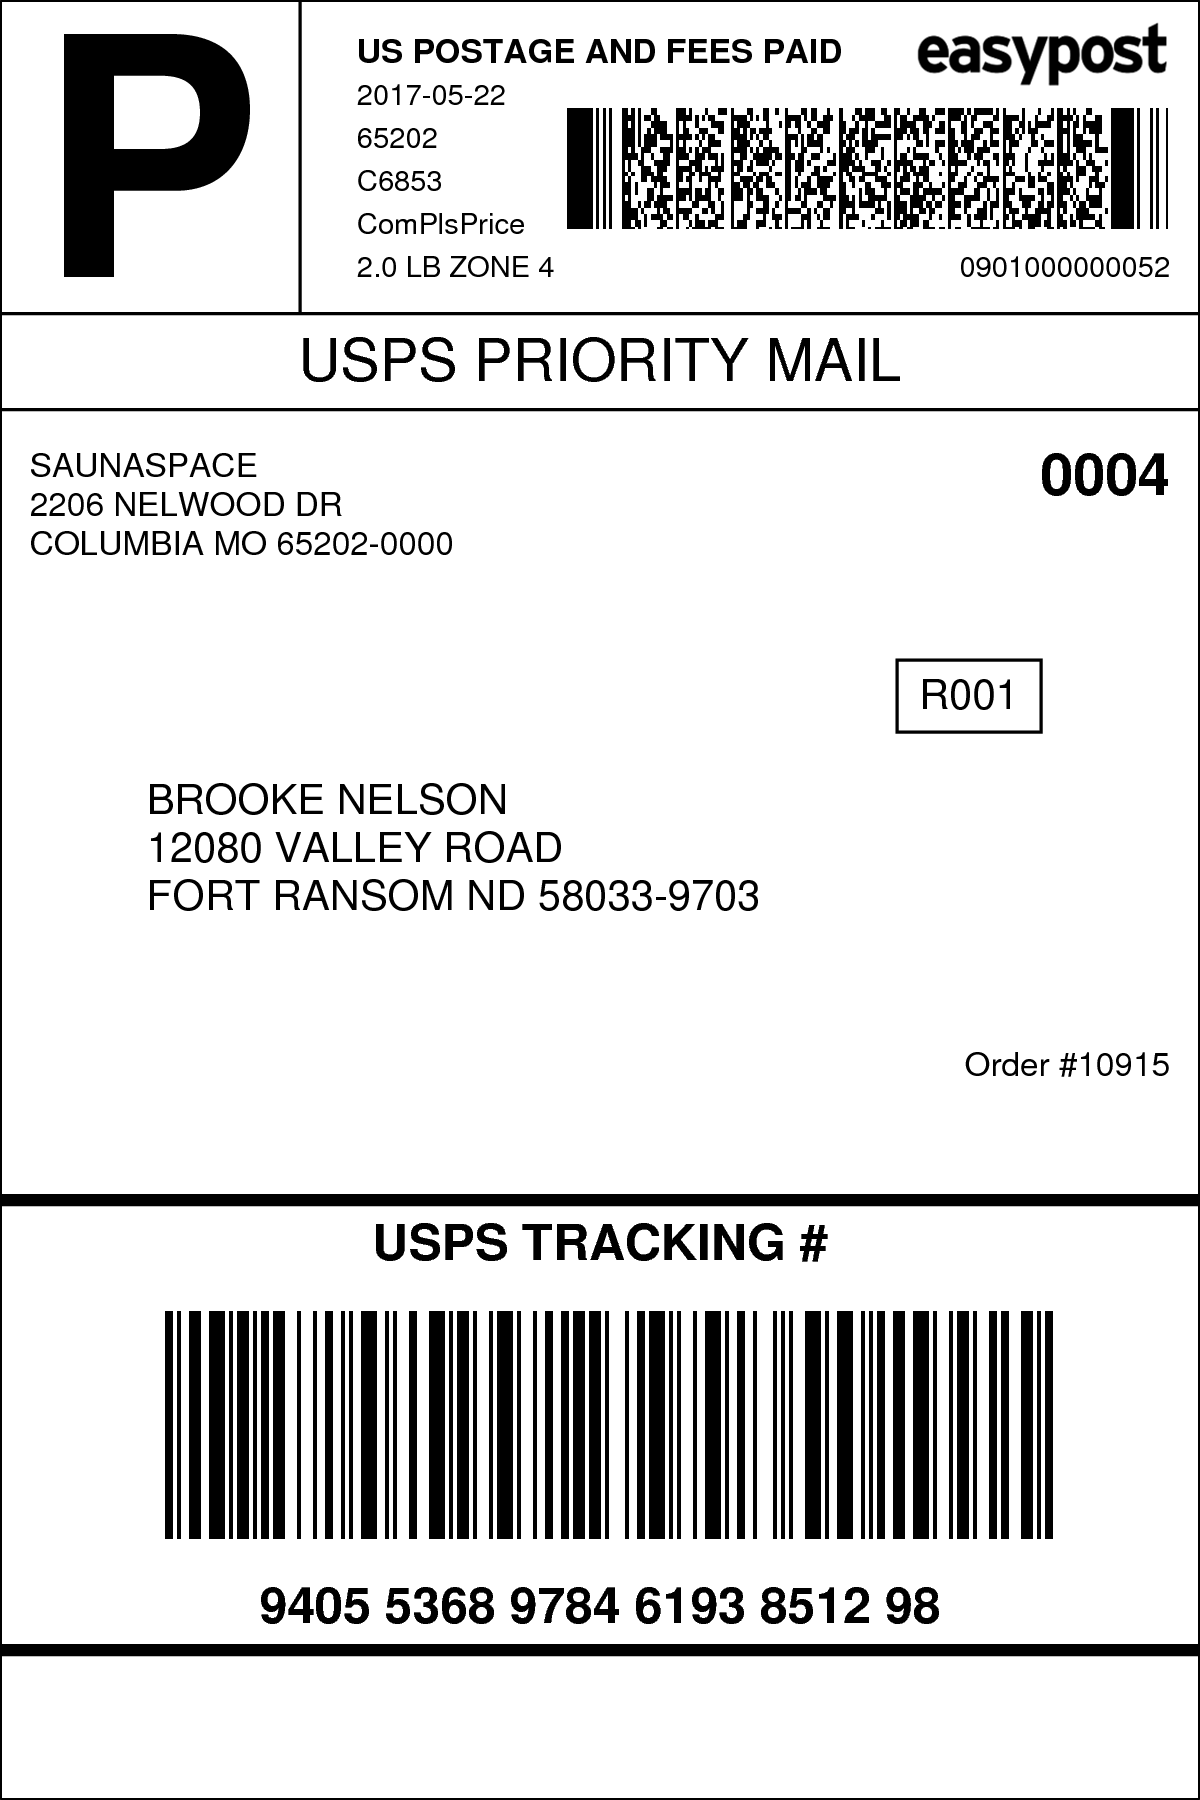 P
US POSTAGE AND FEES PAID
easypost
2017-05-22
65202
C6853
ComPlsPrice
2.0 LB ZONE 4
0901000000052
USPS PRIORITY MAIL
SAUNASPACE
2206 NELWOOD DR
COLUMBIA MO 65202-0000
0004
R001
BROOKE NELSON
12080 VALLEY ROAD
FORT RANSOM ND 58033-9703
Order #10915
USPS TRACKING #
9405 5368 9784 6193 8512 98